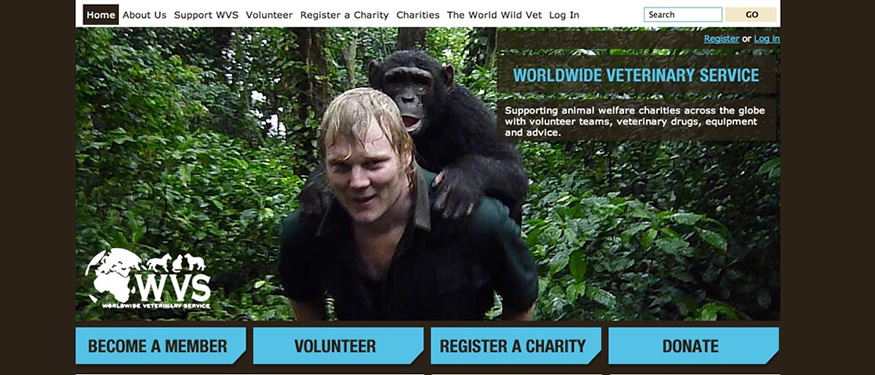 Home About Us Support WVS Volunteer Register a Charity Charities The World Wild Vet Log In Search GO
Register or Log in
WORLDWIDE VETERINARY SERVICE
Supporting animal welfare charities across the globe
with volunteer teams, veterinary drugs, equipment
and advice.
WVS
WORLDWIDE VETERINARY SERVICE
BECOME A MEMBER VOLUNTEER REGISTER A CHARITY DONATE